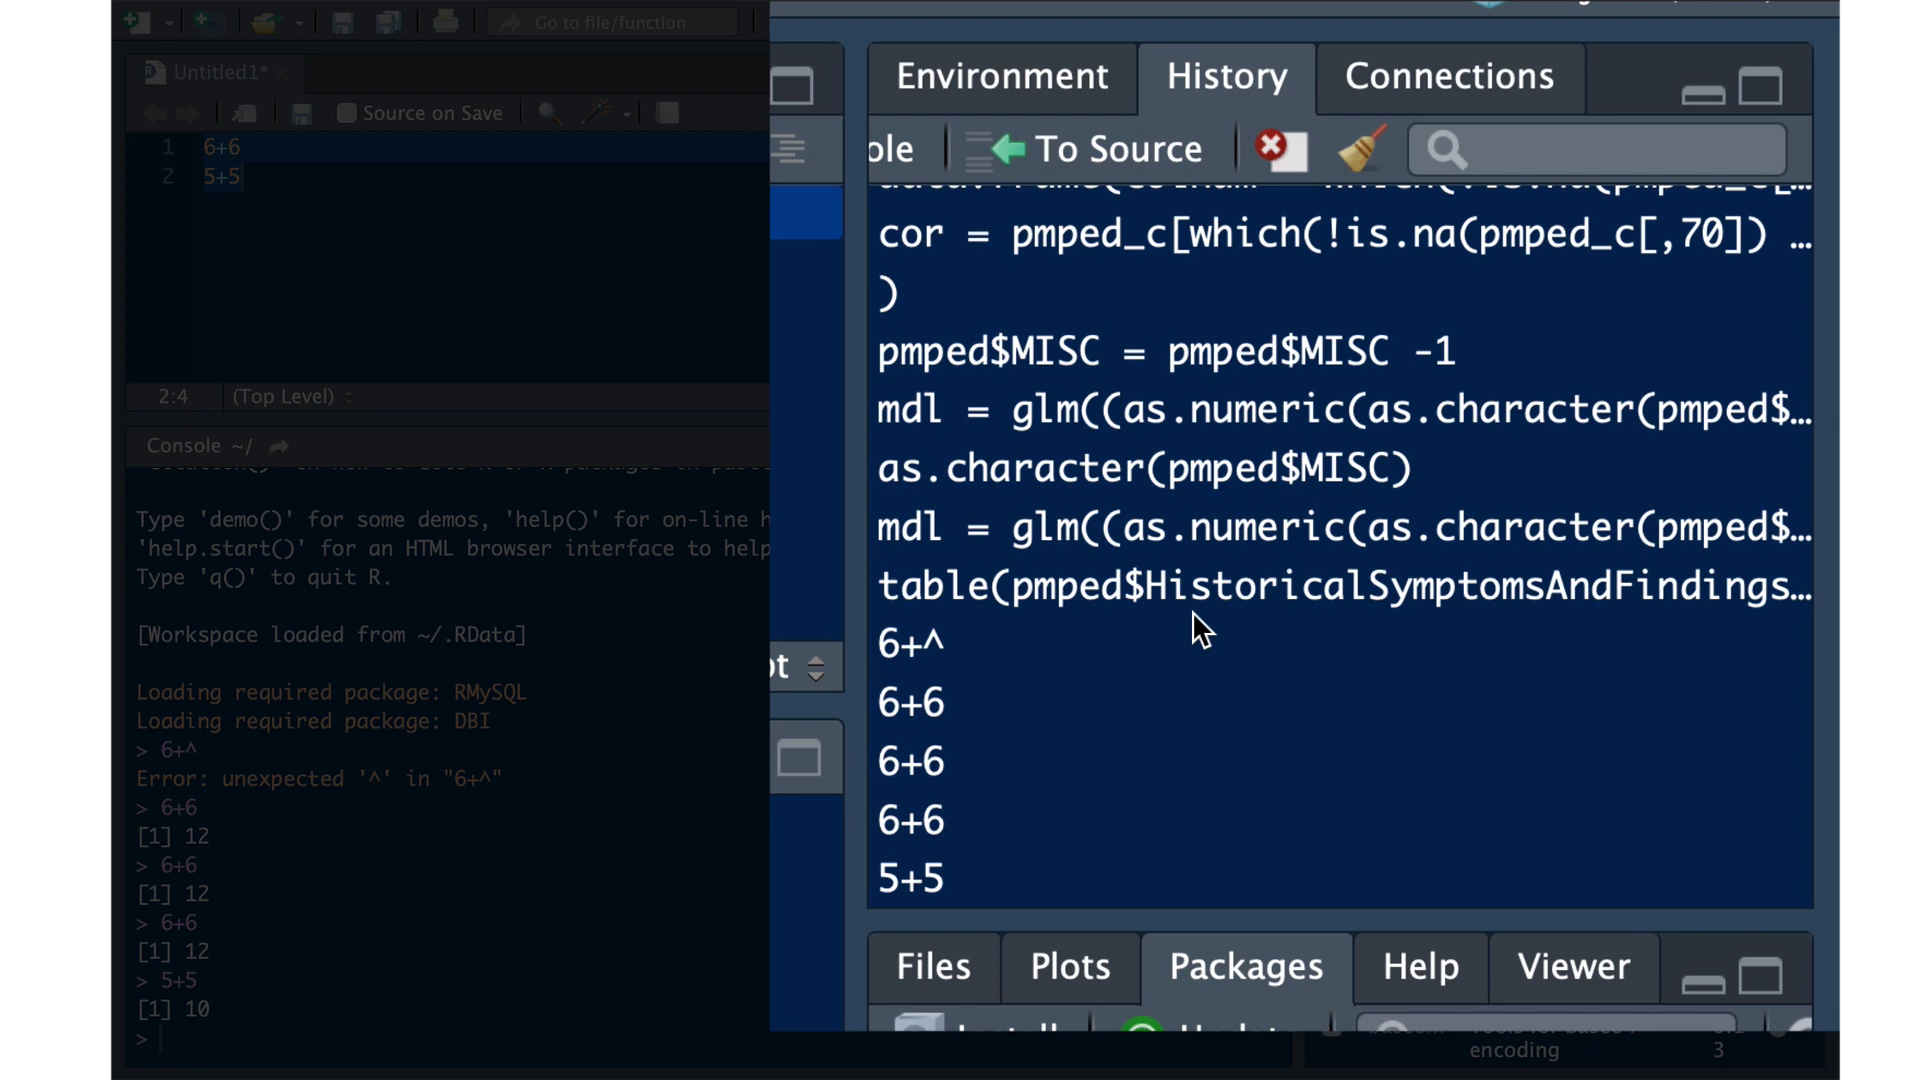 Go to file/function
Untitled1*
Source on Save
1 6+6
2 5+5
2:4 (Top Level)
Console ~/
Type 'demo()' for some demos, 'help()' for on-line h
'help.start()' for an HTML browser interface to help
Type 'q()' to quit R.
[Workspace loaded from ~/.RData]
Loading required package: RMySQL
Loading required package: DBI
> 6+^
Error: unexpected '^' in "6+^"
> 6+6
[1] 12
> 6+6
[1] 12
> 6+6
[1] 12
> 5+5
[1] 10
>
Environment History Connections
ole To Source
cor = pmped_c[which(!is.na(pmped_c[,70]) …
)
pmped$MISC = pmped$MISC -1
mdl = glm((as.numeric(as.character(pmped$…
as.character(pmped$MISC)
mdl = glm((as.numeric(as.character(pmped$…
table(pmped$HistoricalSymptomsAndFindings…
6+^
6+6
6+6
6+6
5+5
pt
Files Plots Packages Help Viewer
encoding 3